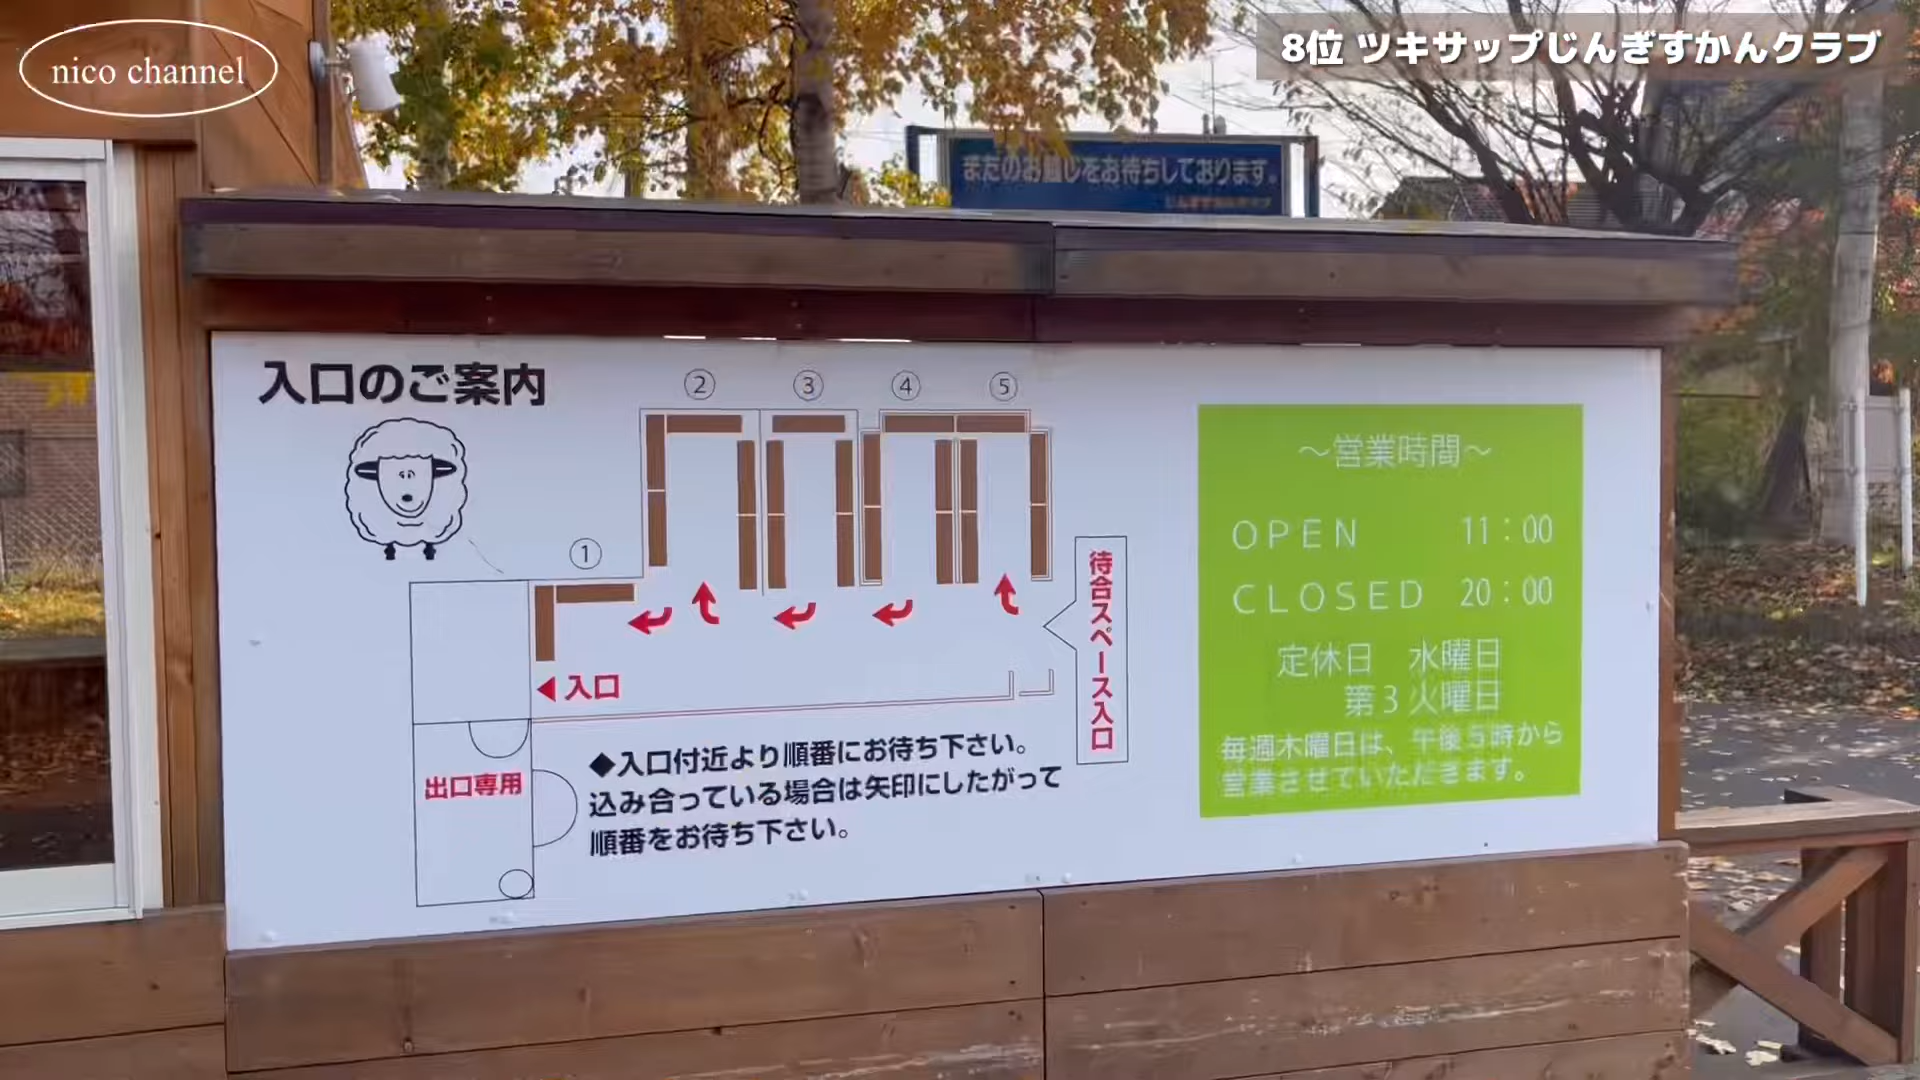 nico channel
8位 ツキサップじんぎすかんクラブ
またのお越しをお待ちしております。
入口のご案内
②
③
④
⑤
①
待合スペース入口
入口
出口専用
◆入口付近より順番にお待ち下さい。
込み合っている場合は矢印にしたがって
順番をお待ち下さい。
～営業時間～
OPEN 11：00
CLOSED 20：00
定休日 水曜日
第3火曜日
毎週木曜日は、午後5時から
営業させていただきます。